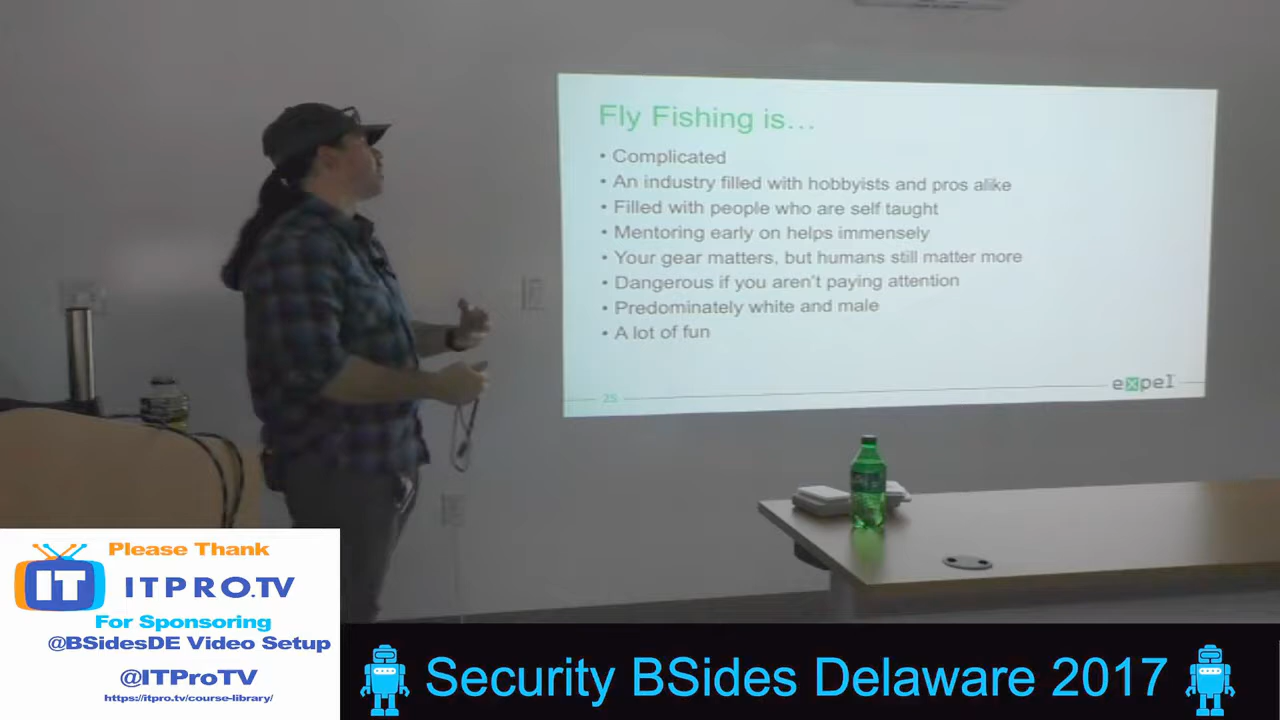 Fly Fishing is…
• Complicated
• An industry filled with hobbyists and pros alike
• Filled with people who are self taught
• Mentoring early on helps immensely
• Your gear matters, but humans still matter more
• Dangerous if you aren't paying attention
• Predominately white and male
• A lot of fun
25
expel
Please Thank
IT ITPRO.TV
For Sponsoring
@BSidesDE Video Setup
@ITProTV
https://itpro.tv/course-library/
Security BSides Delaware 2017